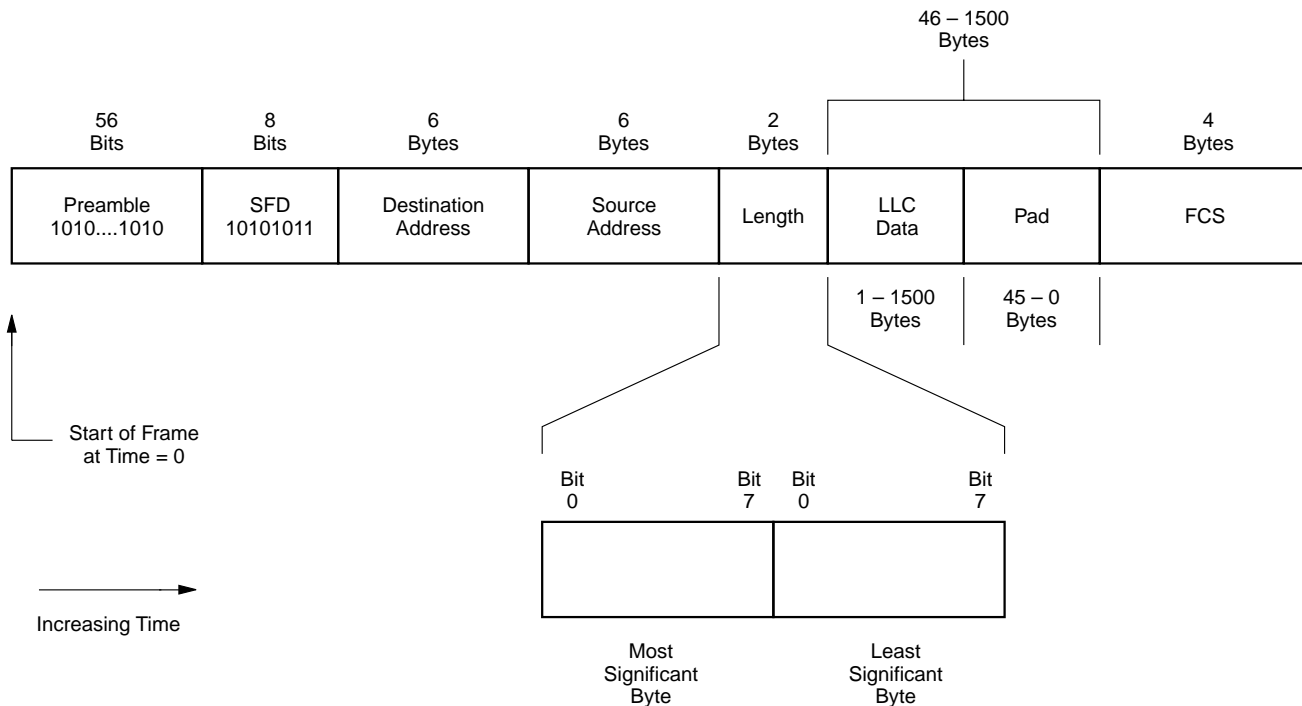 46 – 1500
Bytes
56
Bits
8
Bits
6
Bytes
6
Bytes
2
Bytes
4
Bytes
Preamble
1010....1010
SFD
10101011
Destination
Address
Source
Address
Length
LLC
Data
Pad
FCS
1 – 1500
Bytes
45 – 0
Bytes
Start of Frame
at Time = 0
Bit
0
Bit
7
Bit
0
Bit
7
Increasing Time
Most
Significant
Byte
Least
Significant
Byte